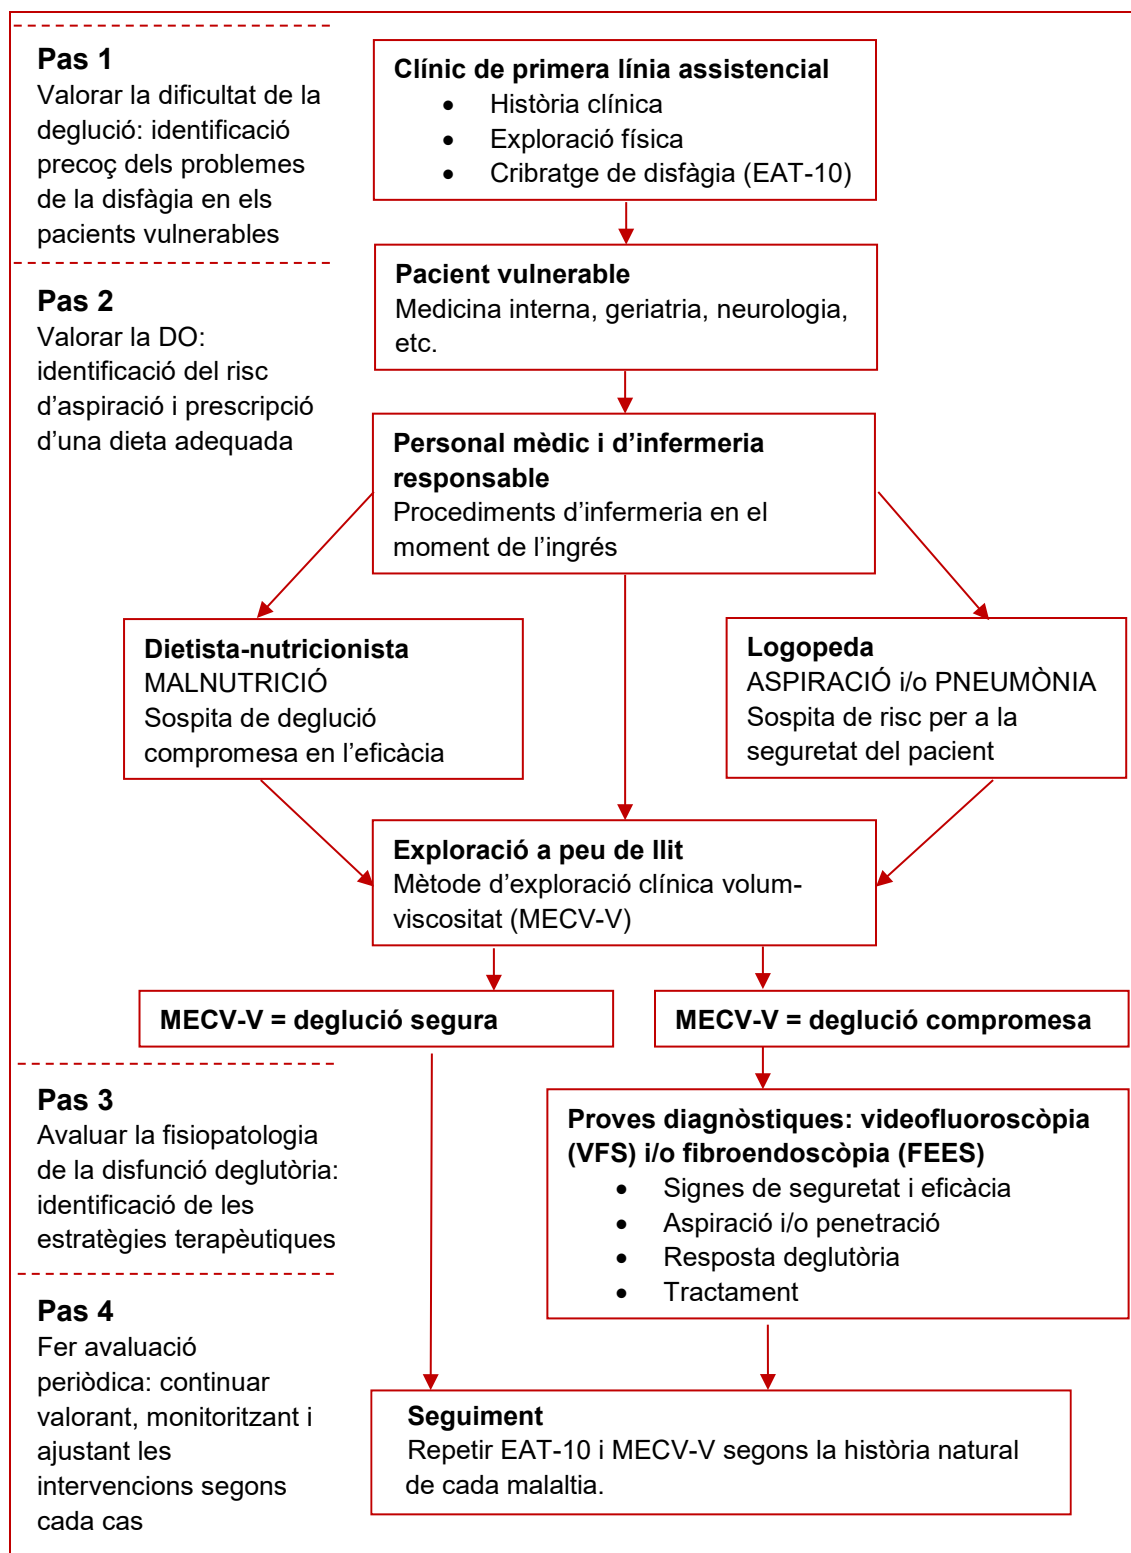 Pas 1
Valorar la dificultat de la
deglució: identificació
precoç dels problemes
de la disfàgia en els
pacients vulnerables
Clínic de primera línia assistencial
• Història clínica
• Exploració física
• Cribratge de disfàgia (EAT-10)
Pacient vulnerable
Medicina interna, geriatria, neurologia,
etc.
Pas 2
Valorar la DO:
identificació del risc
d’aspiració i prescripció
d’una dieta adequada
Personal mèdic i d’infermeria
responsable
Procediments d’infermeria en el
moment de l’ingrés
Dietista-nutricionista
MALNUTRICIÓ
Sospita de deglució
compromesa en l’eficàcia
Logopeda
ASPIRACIÓ i/o PNEUMÒNIA
Sospita de risc per a la
seguretat del pacient
Exploració a peu de llit
Mètode d’exploració clínica volum-
viscositat (MECV-V)
MECV-V = deglució segura
MECV-V = deglució compromesa
Pas 3
Avaluar la fisiopatologia
de la disfunció deglutòria:
identificació de les
estratègies terapèutiques
Proves diagnòstiques: videofluoroscòpia
(VFS) i/o fibroendoscòpia (FEES)
• Signes de seguretat i eficàcia
• Aspiració i/o penetració
• Resposta deglutòria
• Tractament
Pas 4
Fer avaluació
periòdica: continuar
valorant, monitoritzant i
ajustant les
intervencions segons
cada cas
Seguiment
Repetir EAT-10 i MECV-V segons la història natural
de cada malaltia.